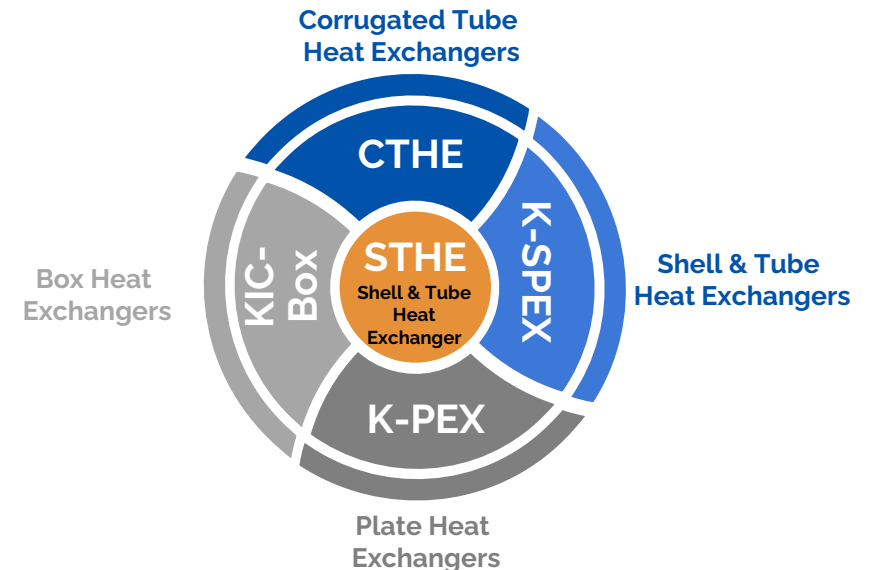 Corrugated Tube
Heat Exchangers
CTHE
K-SPEX
Shell & Tube
Heat Exchangers
STHE
Shell & Tube
Heat
Exchanger
KIC-
Box
Box Heat
Exchangers
K-PEX
Plate Heat
Exchangers